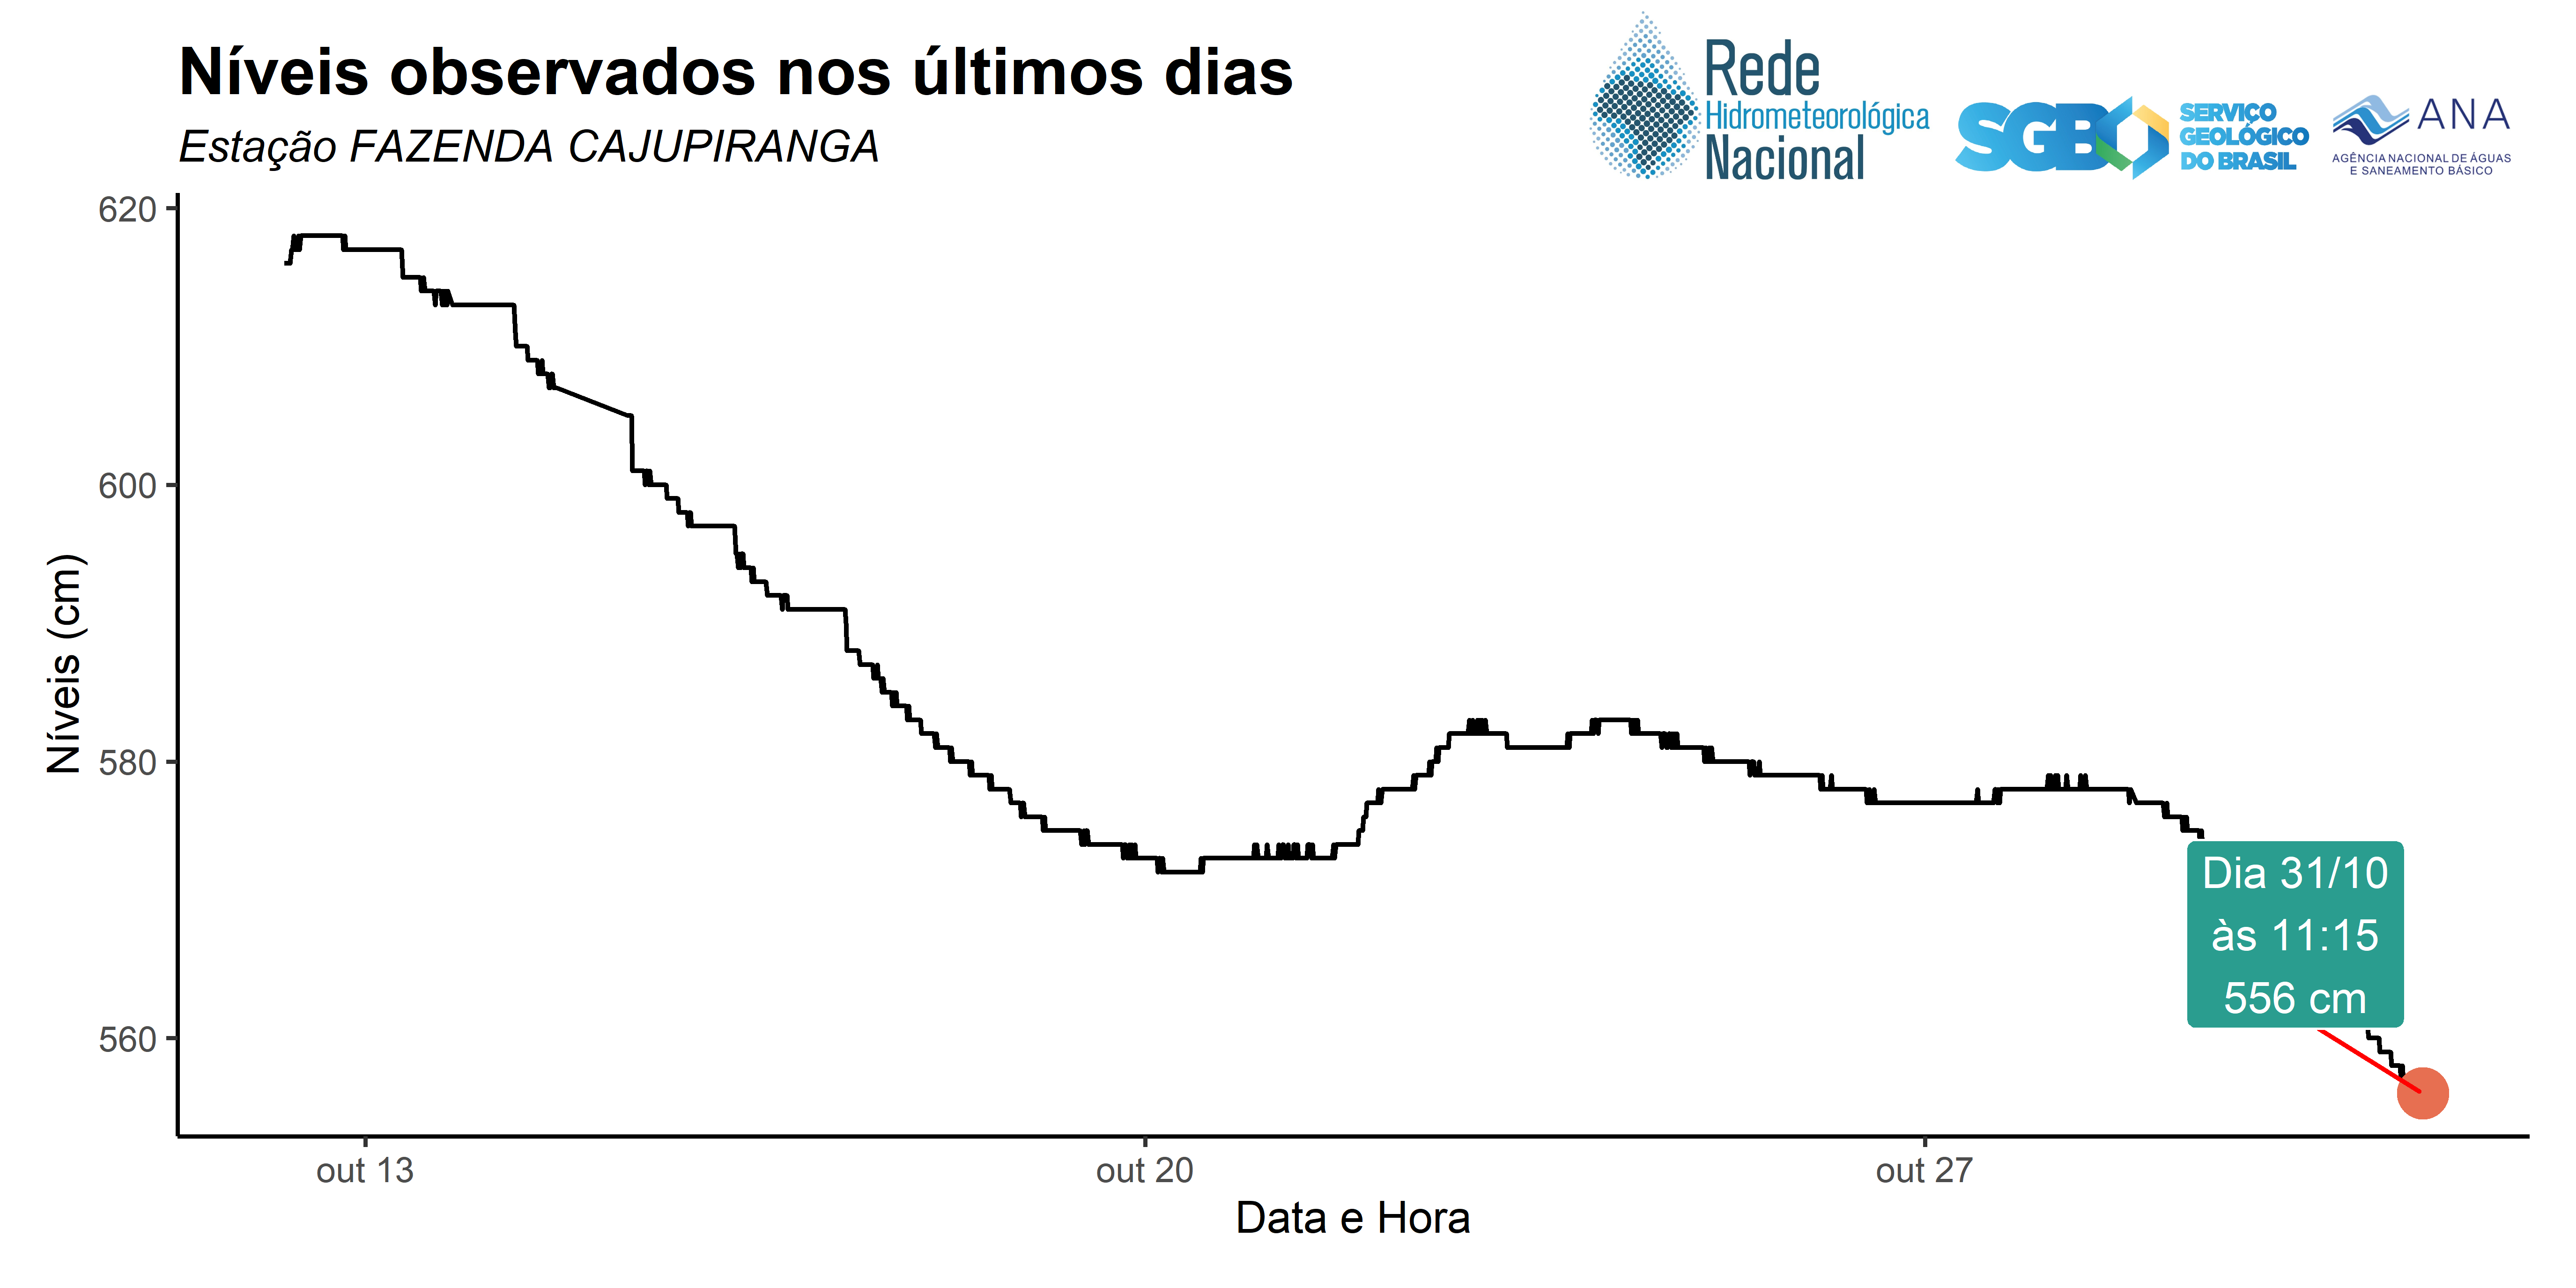 Níveis observados nos últimos dias
Estação FAZENDA CAJUPIRANGA
Rede
Hidrometeorológica
Nacional
SGB
SERVIÇO
GEOLÓGICO
DO BRASIL
ANA
AGÊNCIA NACIONAL DE ÁGUAS
E SANEAMENTO BÁSICO
Níveis (cm)
620
600
580
560
Dia 31/10
às 11:15
556 cm
out 13
out 20
out 27
Data e Hora